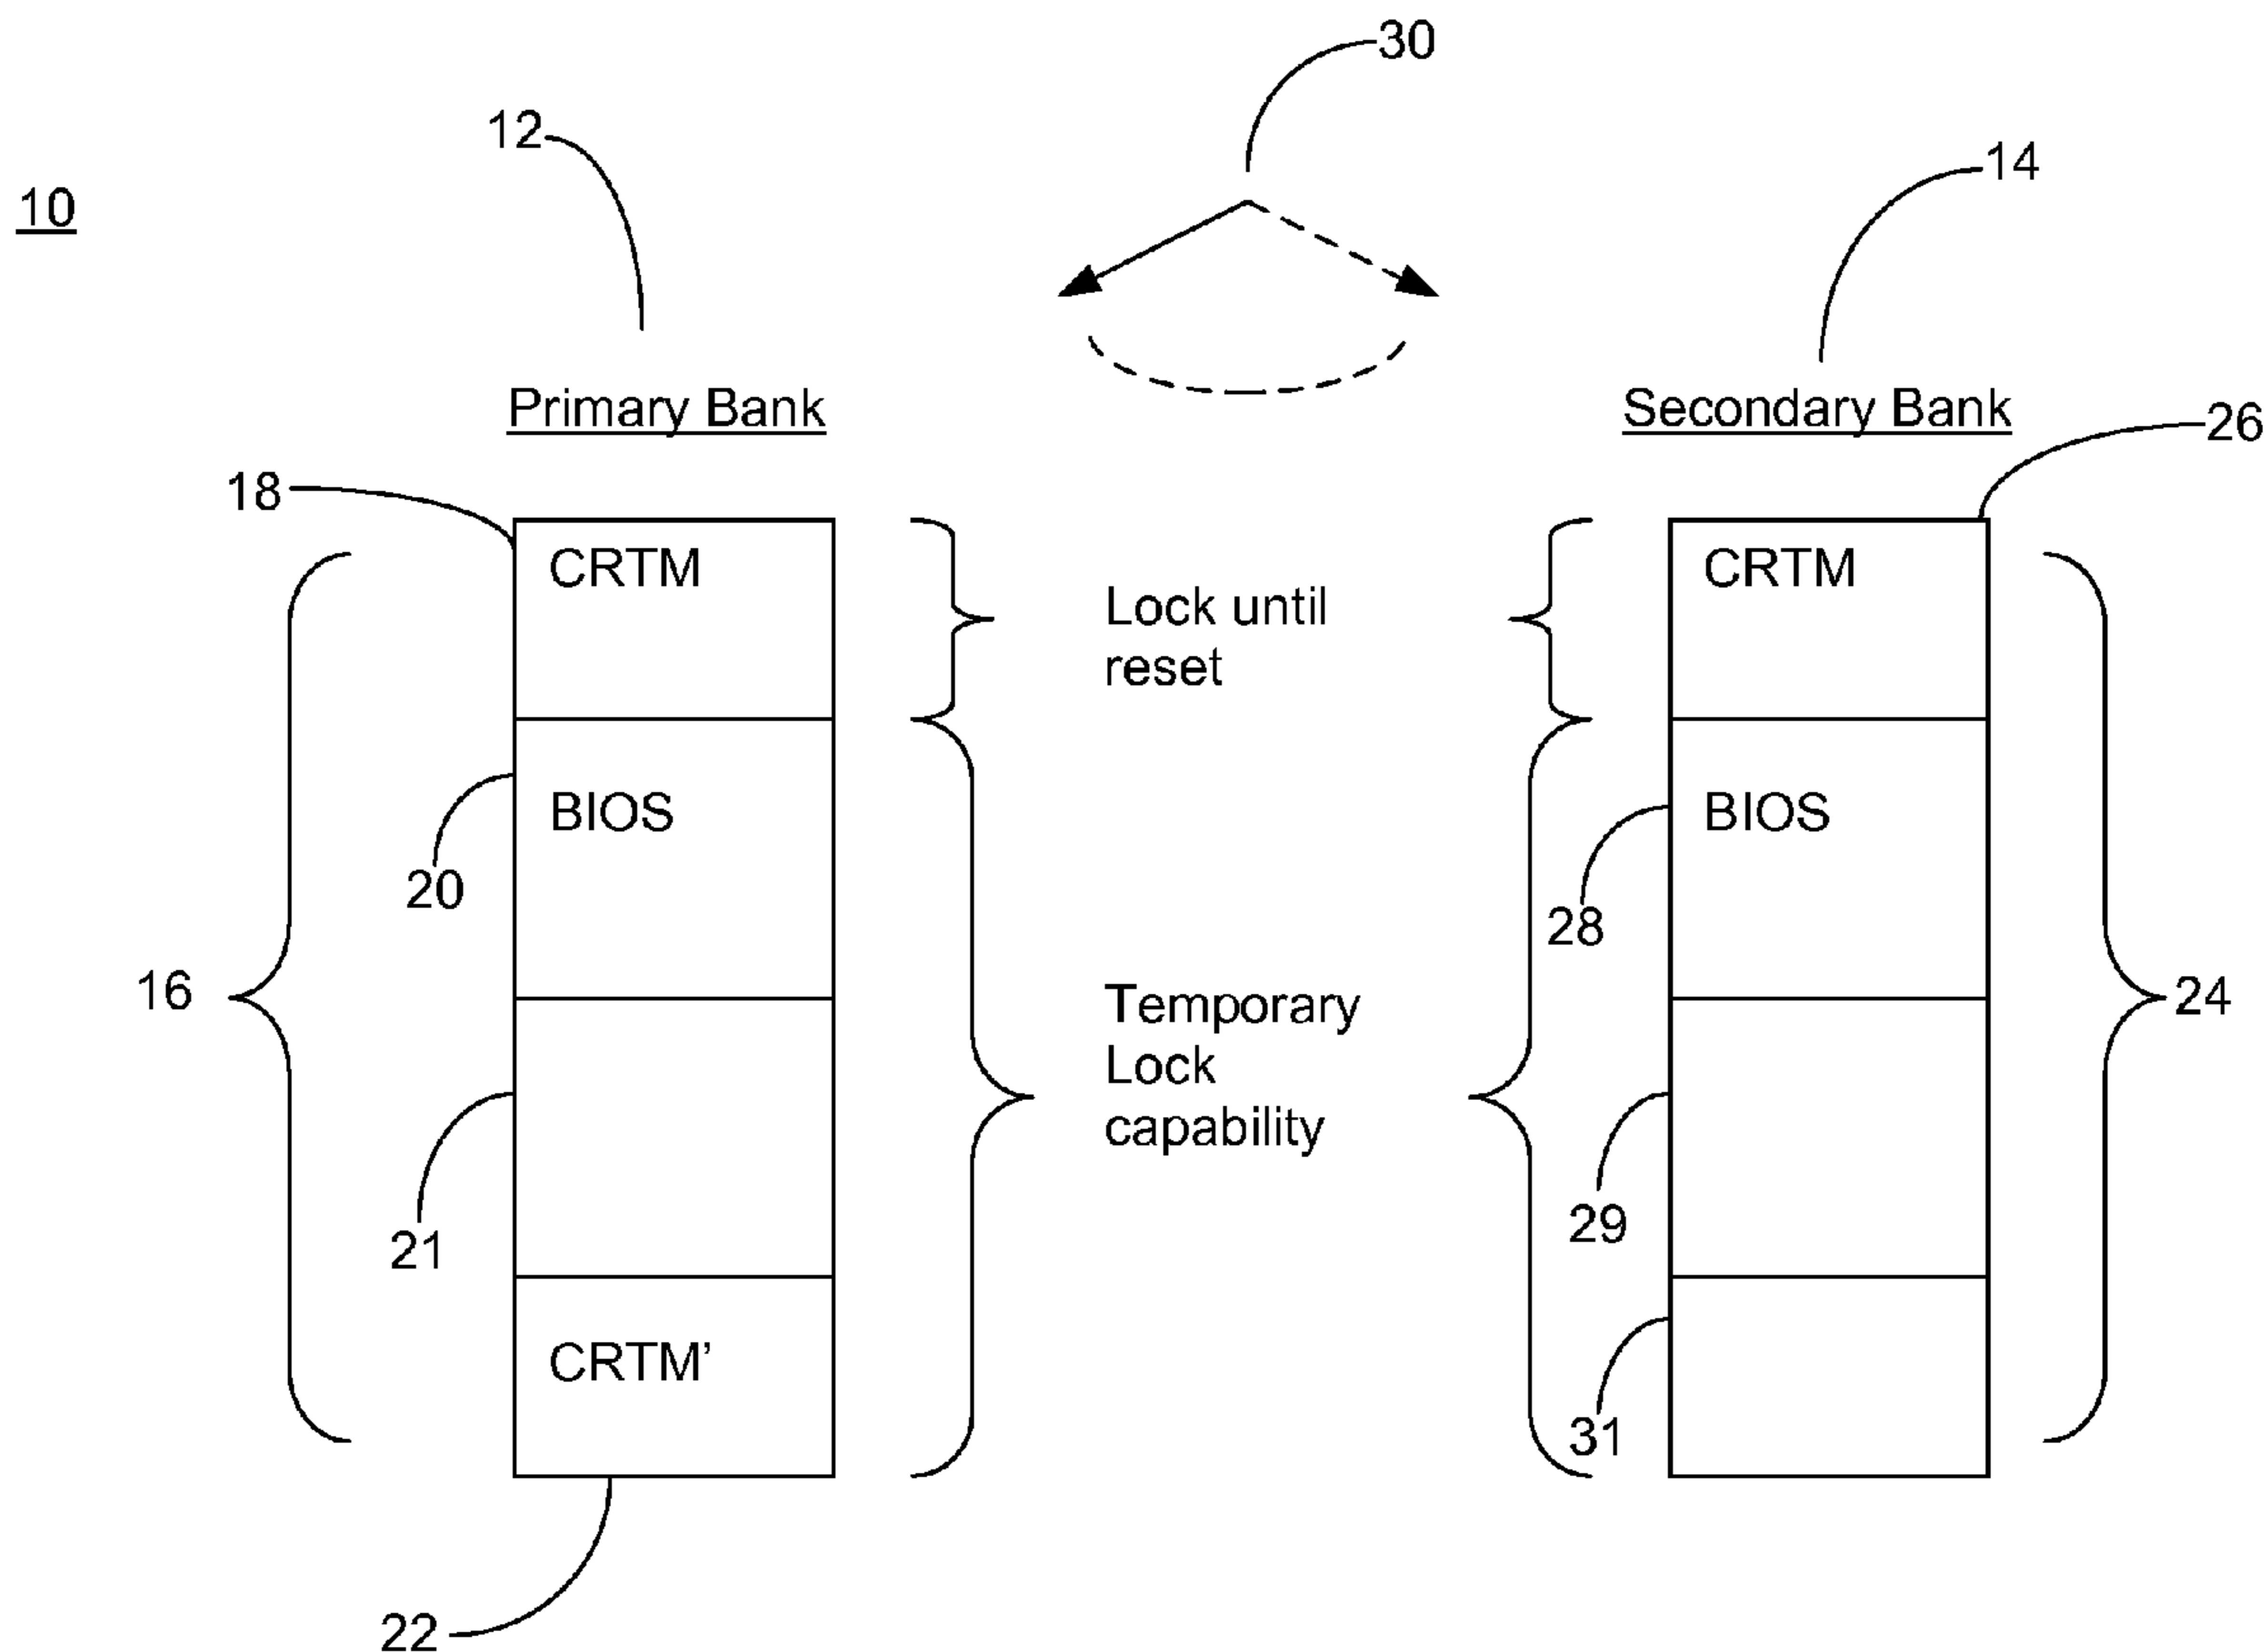 30
12
14
10
Primary Bank
Secondary Bank
26
18
CRTM
Lock until
reset
CRTM
BIOS
BIOS
20
28
16
Temporary
Lock
capability
24
21
29
CRTM’
31
22